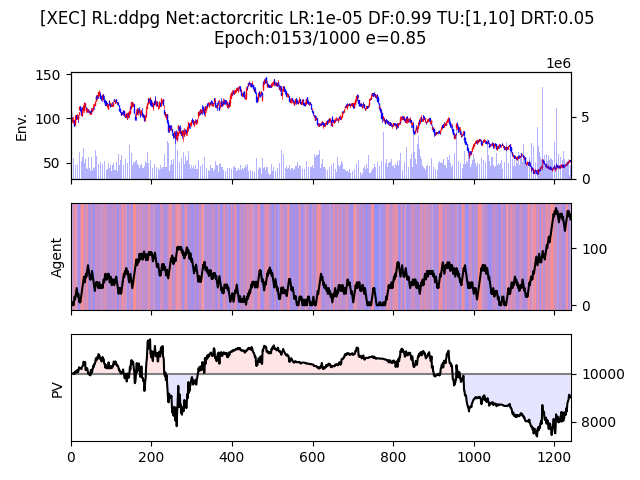 [XEC] RL:ddpg Net:actorcritic LR:1e-05 DF:0.99 TU:[1,10] DRT:0.05
Epoch:0153/1000 e=0.85
1e6
150
100
50
Env.
5
0
Agent
100
0
PV
10000
8000
0
200
400
600
800
1000
1200